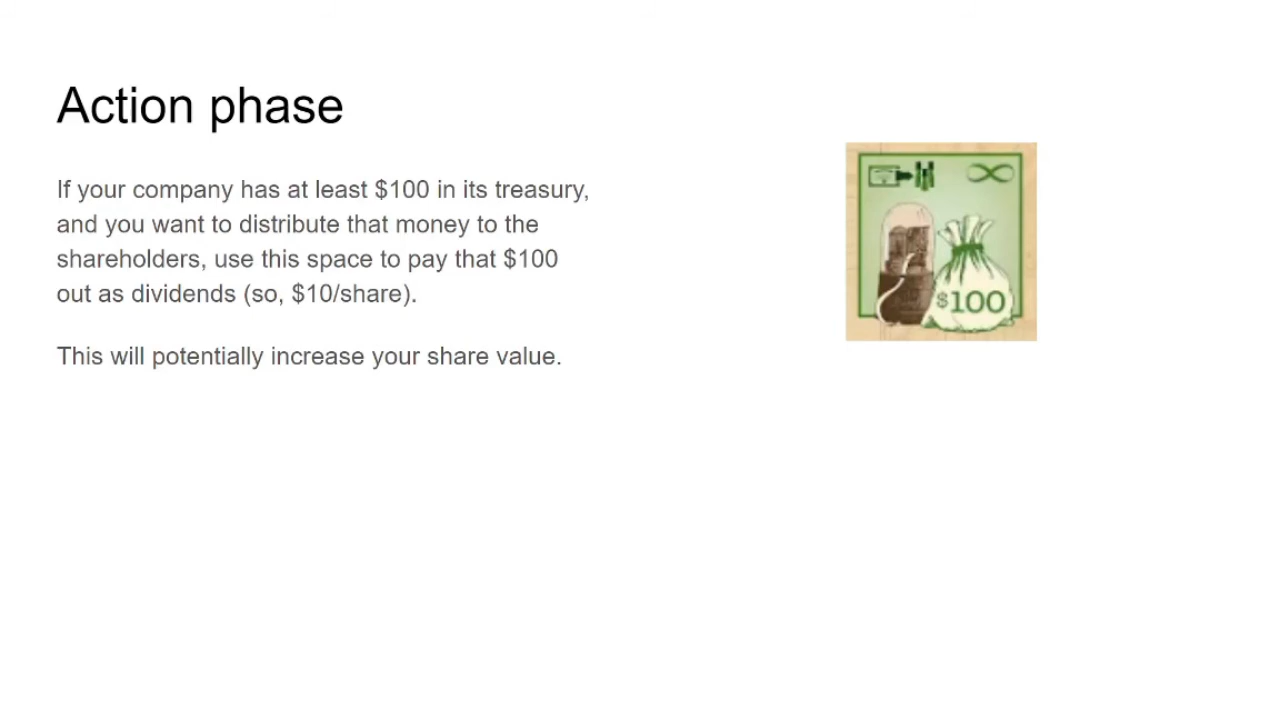 Action phase
If your company has at least $100 in its treasury,
and you want to distribute that money to the
shareholders, use this space to pay that $100
out as dividends (so, $10/share).
This will potentially increase your share value.
$100